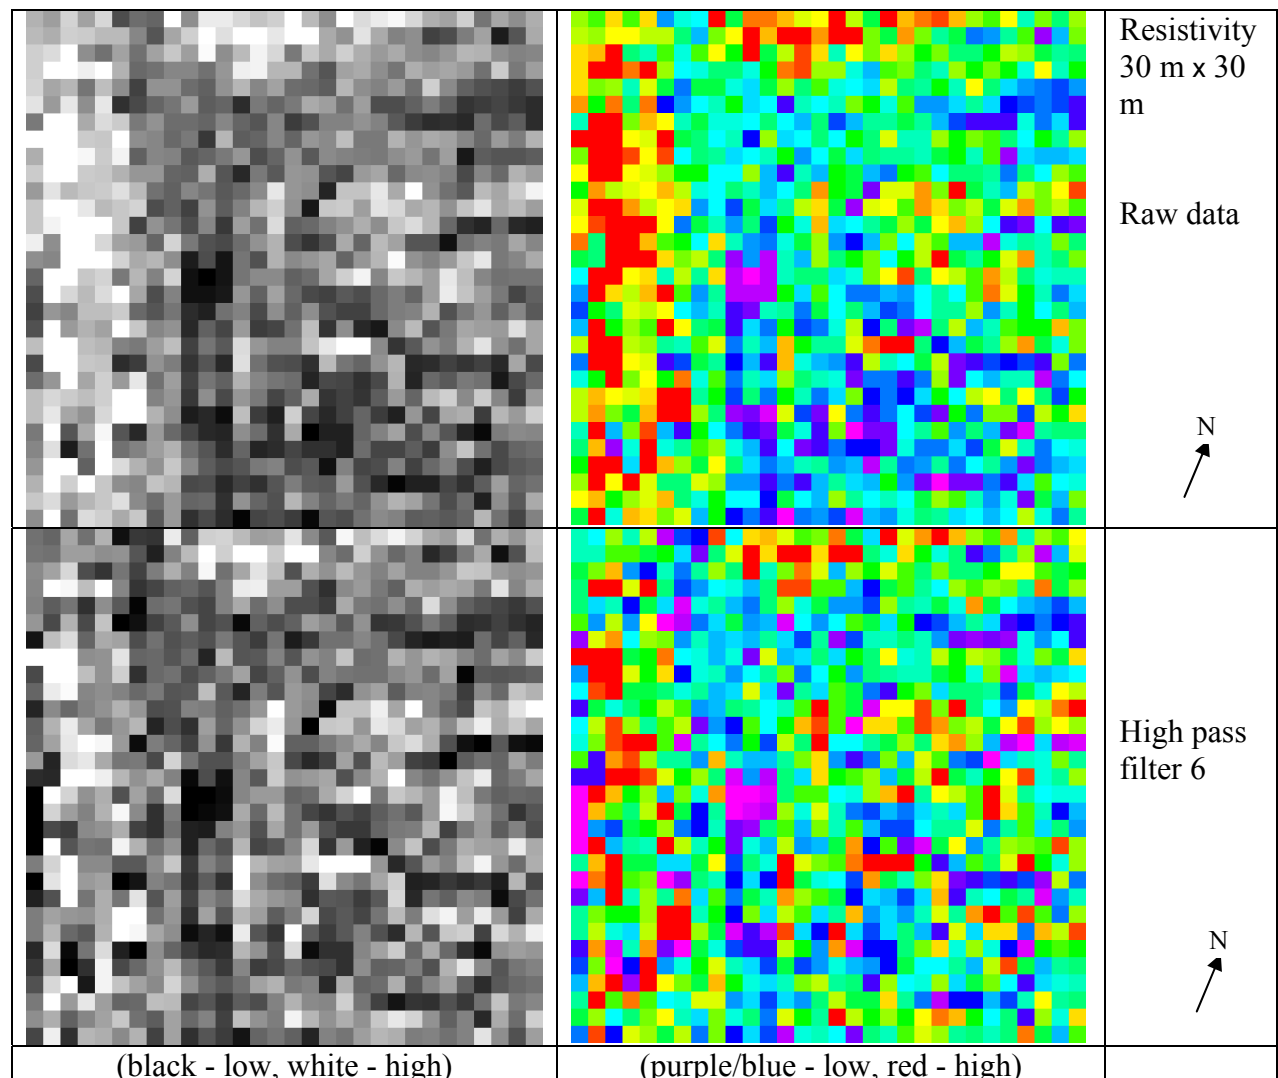 Resistivity
30 m x 30
m
Raw data
N
High pass
filter 6
N
(black - low, white - high)
(purple/blue - low, red - high)